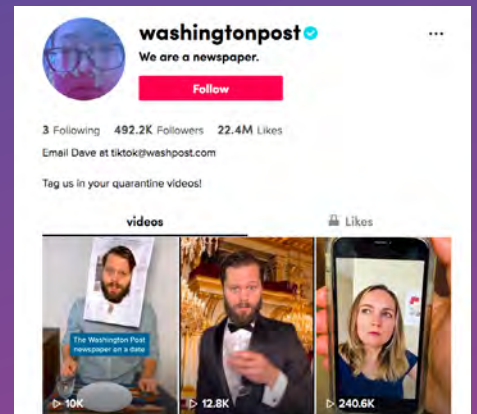 washingtonpost
We are a newspaper.
Follow
3 Following 492.2K Followers 22.4M Likes
Email Dave at tiktok@washpost.com
Tag us in your quarantine videos!
videos Likes
The Washington Post
newspaper on a date
10K 12.8K 240.6K